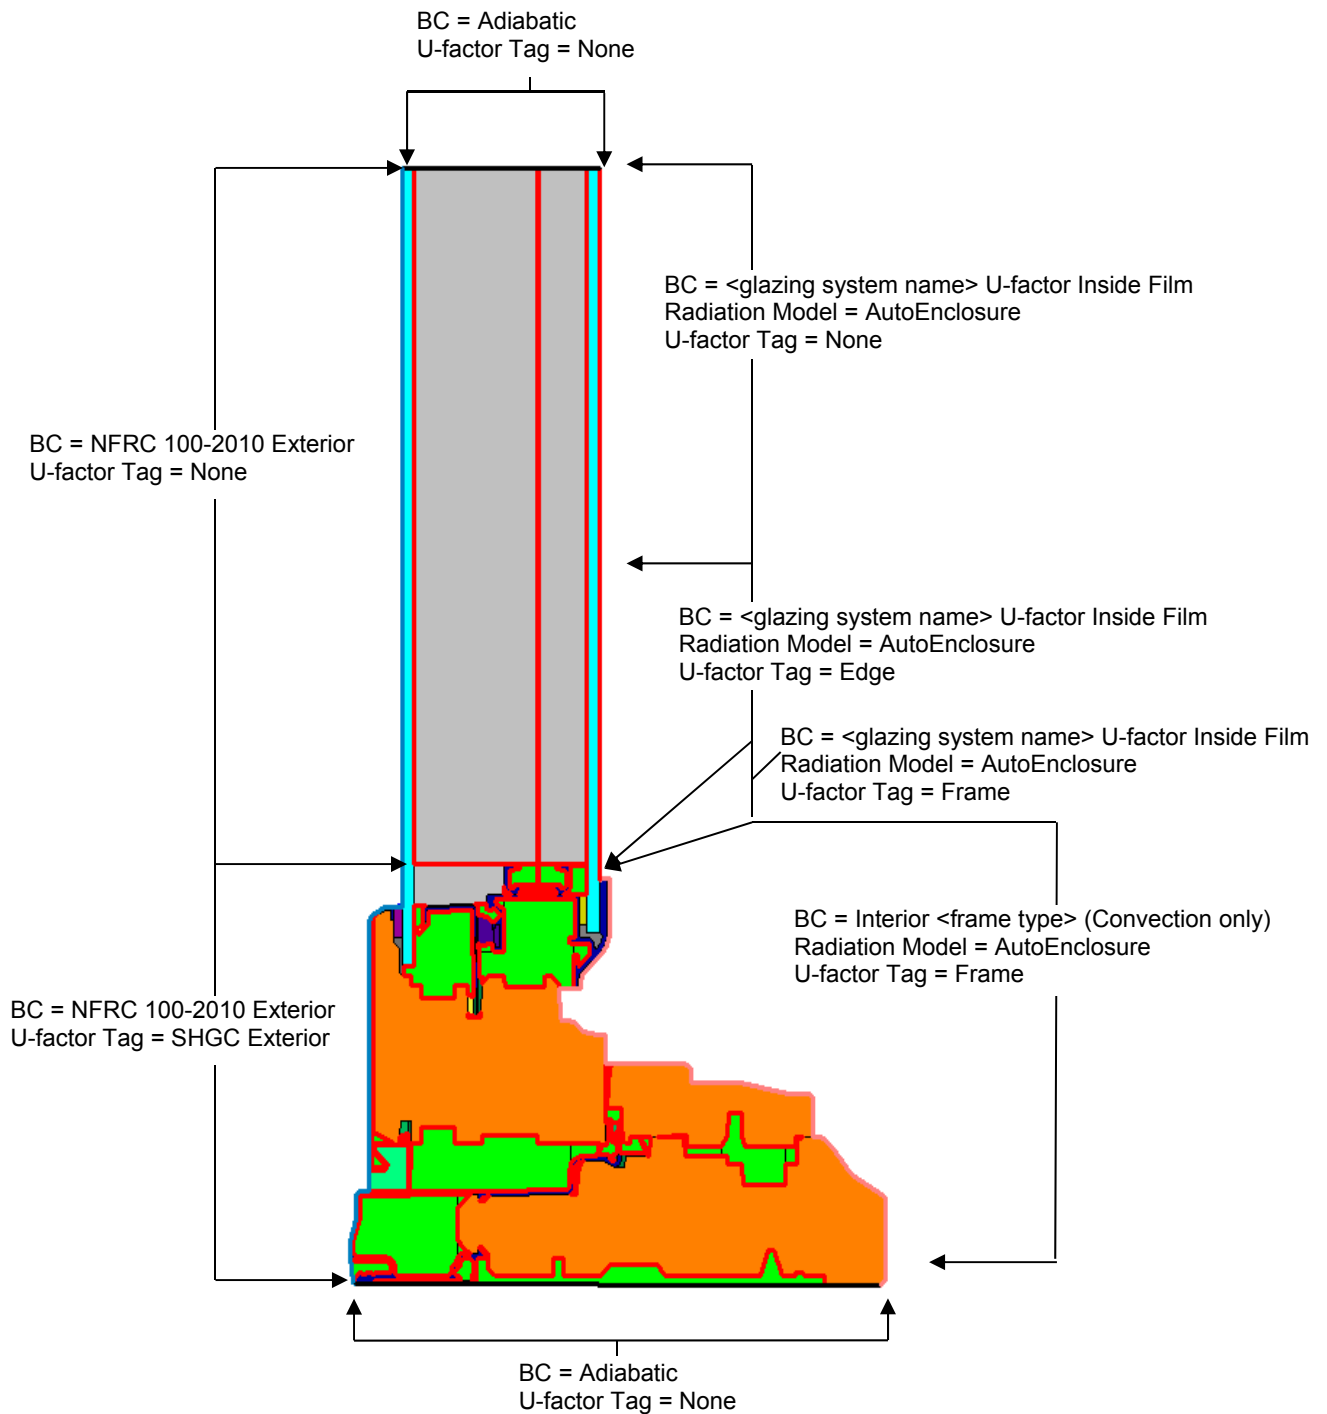 BC = Adiabatic
U-factor Tag = None
BC = <glazing system name> U-factor Inside Film
Radiation Model = AutoEnclosure
U-factor Tag = None
BC = NFRC 100-2010 Exterior
U-factor Tag = None
BC = <glazing system name> U-factor Inside Film
Radiation Model = AutoEnclosure
U-factor Tag = Edge
BC = <glazing system name> U-factor Inside Film
Radiation Model = AutoEnclosure
U-factor Tag = Frame
BC = Interior <frame type> (Convection only)
Radiation Model = AutoEnclosure
U-factor Tag = Frame
BC = NFRC 100-2010 Exterior
U-factor Tag = SHGC Exterior
BC = Adiabatic
U-factor Tag = None